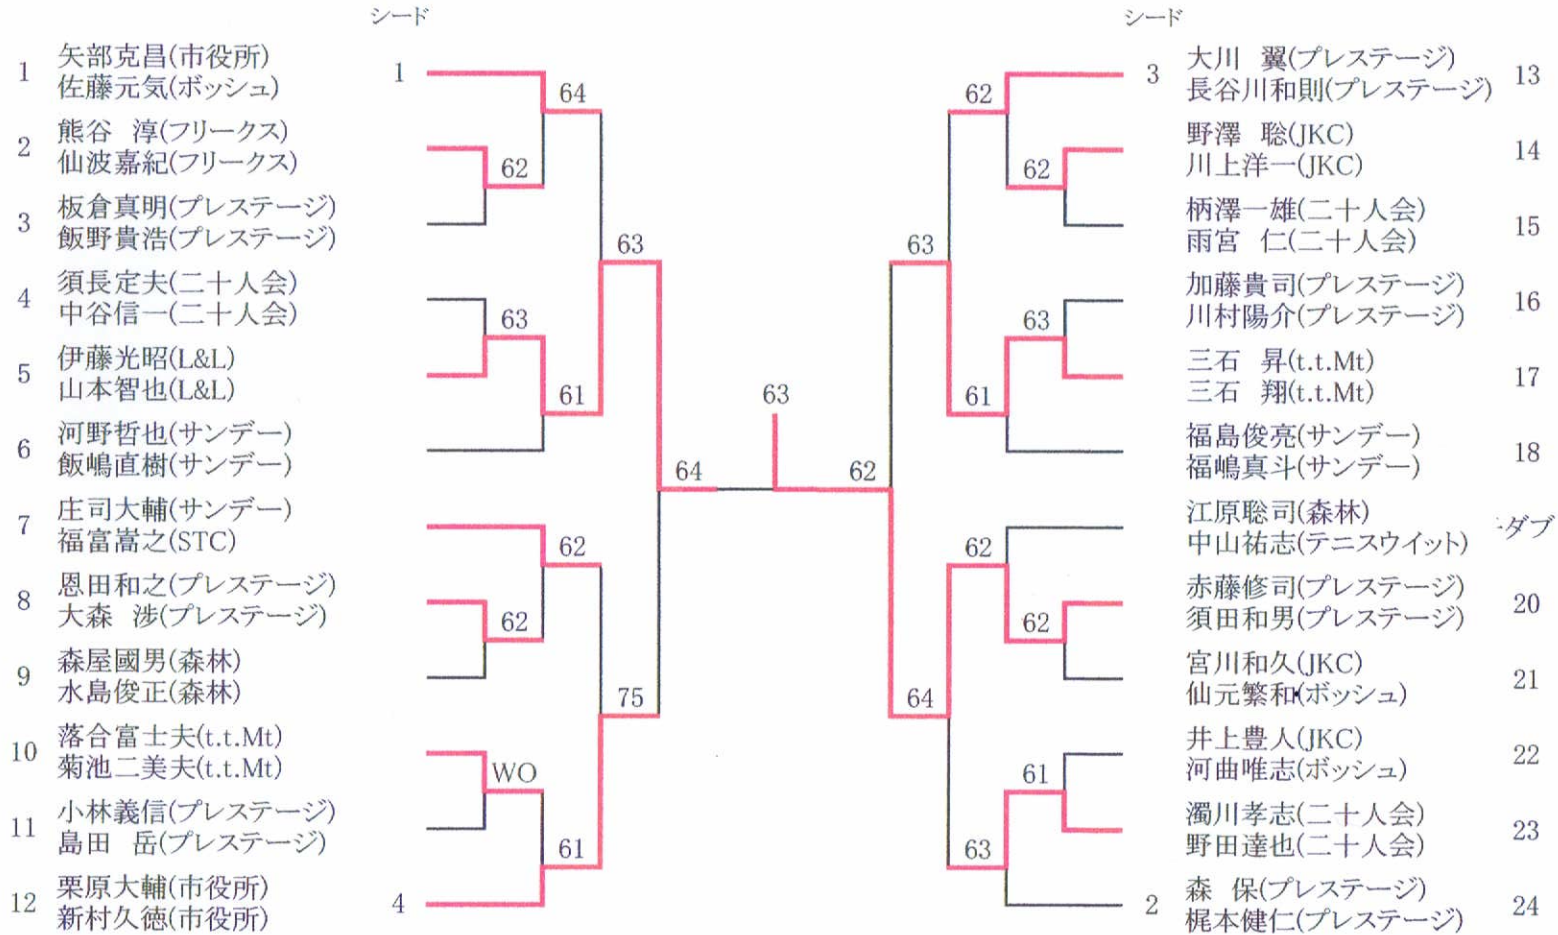 シード
1
矢部克昌(市役所)
佐藤元気(ボッシュ)
1
2
熊谷 淳(フリークス)
仙波嘉紀(フリークス)
3
板倉真明(プレステージ)
飯野貴浩(プレステージ)
4
須長定夫(二十人会)
中谷信一(二十人会)
5
伊藤光昭(L&L)
山本智也(L&L)
6
河野哲也(サンデー)
飯嶋直樹(サンデー)
7
庄司大輔(サンデー)
福富嵩之(STC)
8
恩田和之(プレステージ)
大森 渉(プレステージ)
9
森屋國男(森林)
水島俊正(森林)
10
落合富士夫(t.t.Mt)
菊池二美夫(t.t.Mt)
11
小林義信(プレステージ)
島田 岳(プレステージ)
12
栗原大輔(市役所)
新村久徳(市役所)
4
64
62
63
63
61
64
62
62
75
WO
61
63
62
62
62
63
63
61
62
62
62
64
61
63
シード
3
大川 翼(プレステージ)
長谷川和則(プレステージ)
13
野澤 聡(JKC)
川上洋一(JKC)
14
柄澤一雄(二十人会)
雨宮 仁(二十人会)
15
加藤貴司(プレステージ)
川村陽介(プレステージ)
16
三石 昇(t.t.Mt)
三石 翔(t.t.Mt)
17
福島俊亮(サンデー)
福嶋真斗(サンデー)
18
江原聡司(森林)
中山祐志(テニスウイット)
ダブ
赤藤修司(プレステージ)
須田和男(プレステージ)
20
宮川和久(JKC)
仙元繁和(ボッシュ)
21
井上豊人(JKC)
河曲唯志(ボッシュ)
22
濁川孝志(二十人会)
野田達也(二十人会)
23
2
森 保(プレステージ)
梶本健仁(プレステージ)
24